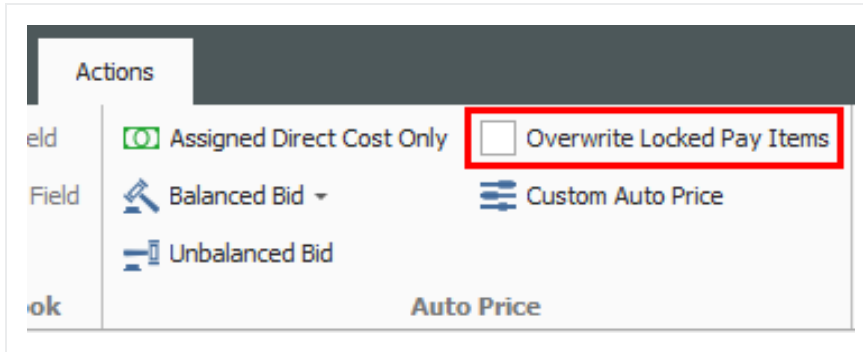 Actions
eld
Assigned Direct Cost Only
Overwrite Locked Pay Items
Field
Balanced Bid
Custom Auto Price
Unbalanced Bid
ok
Auto Price